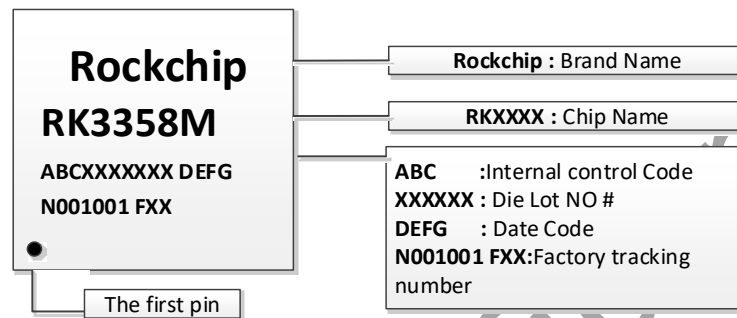 Rockchip
RK3358M
ABCXXXXXXX DEFG
N001001 FXX
The first pin
Rockchip : Brand Name
RKXXXX : Chip Name
ABC :Internal control Code
XXXXXX : Die Lot NO #
DEFG : Date Code
N001001 FXX:Factory tracking
number